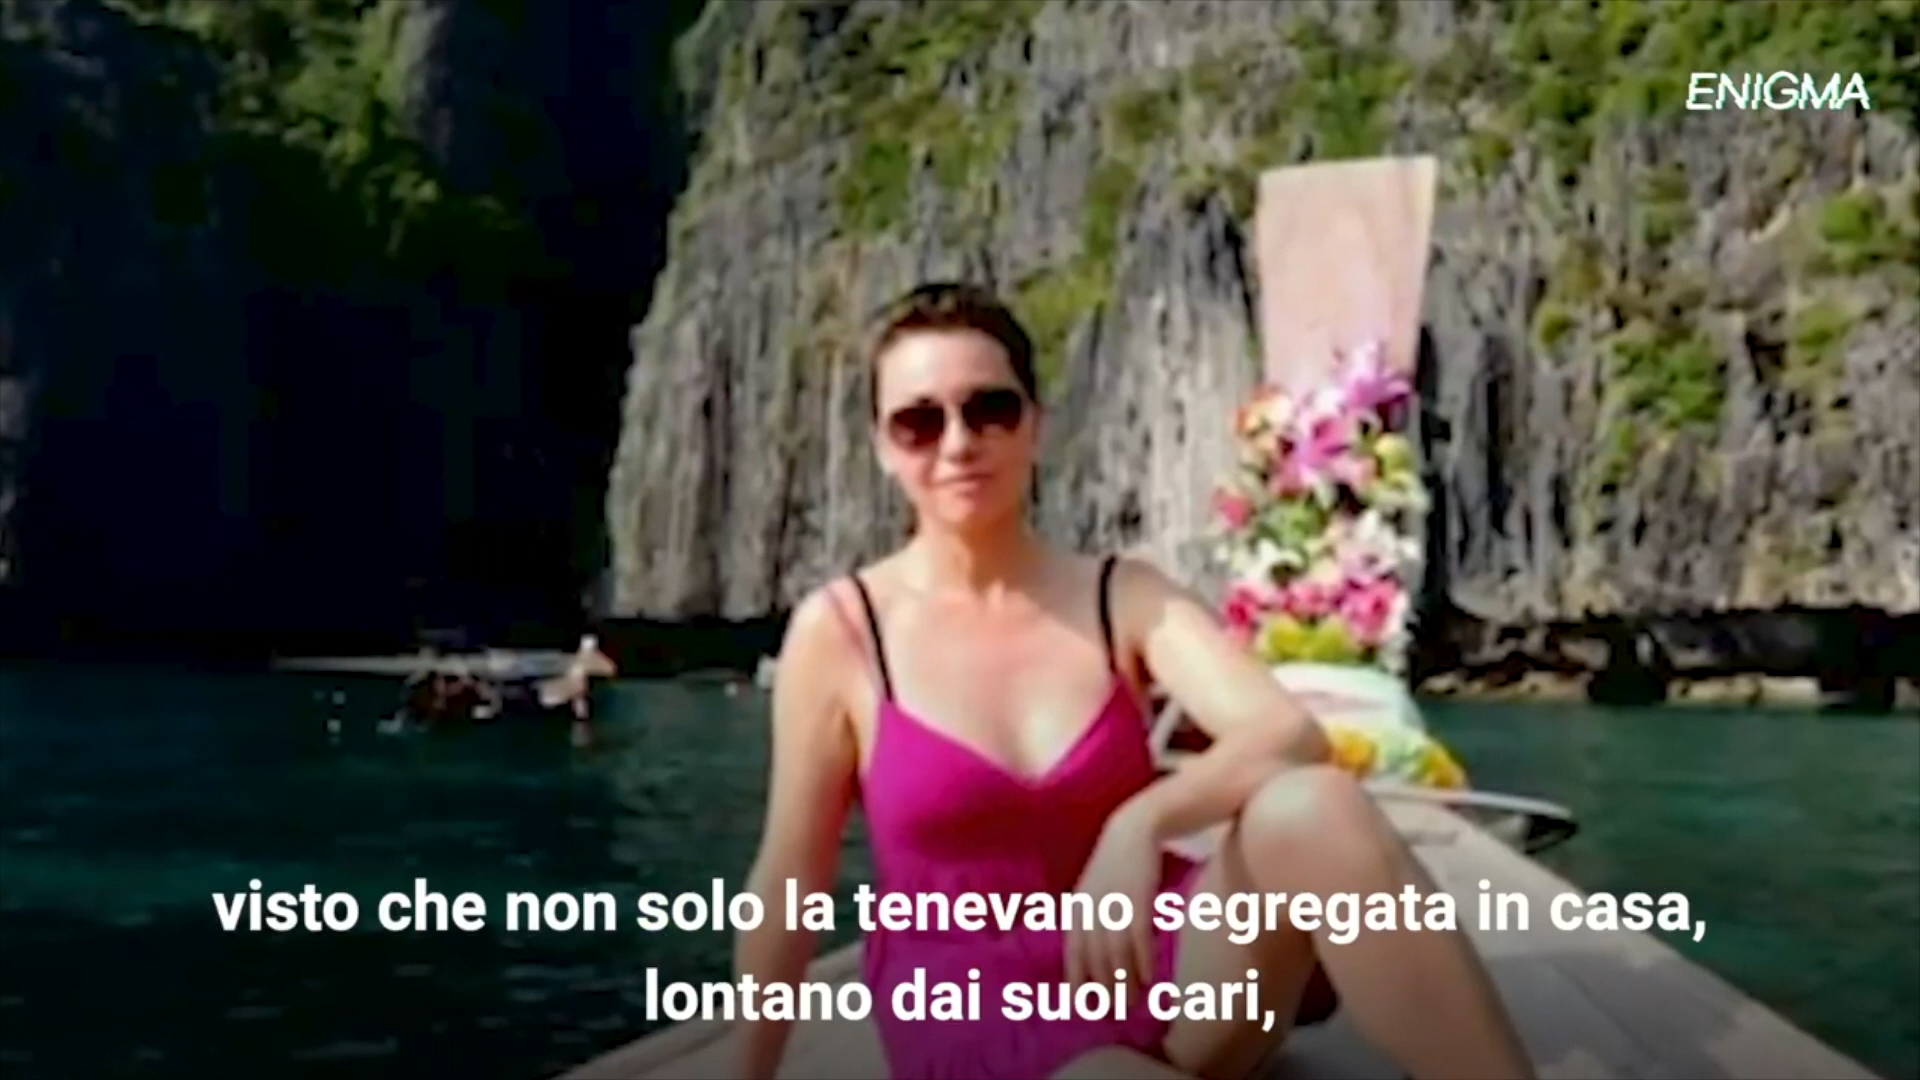 ENIGMA
visto che non solo la tenevano segregata in casa,
lontano dai suoi cari,